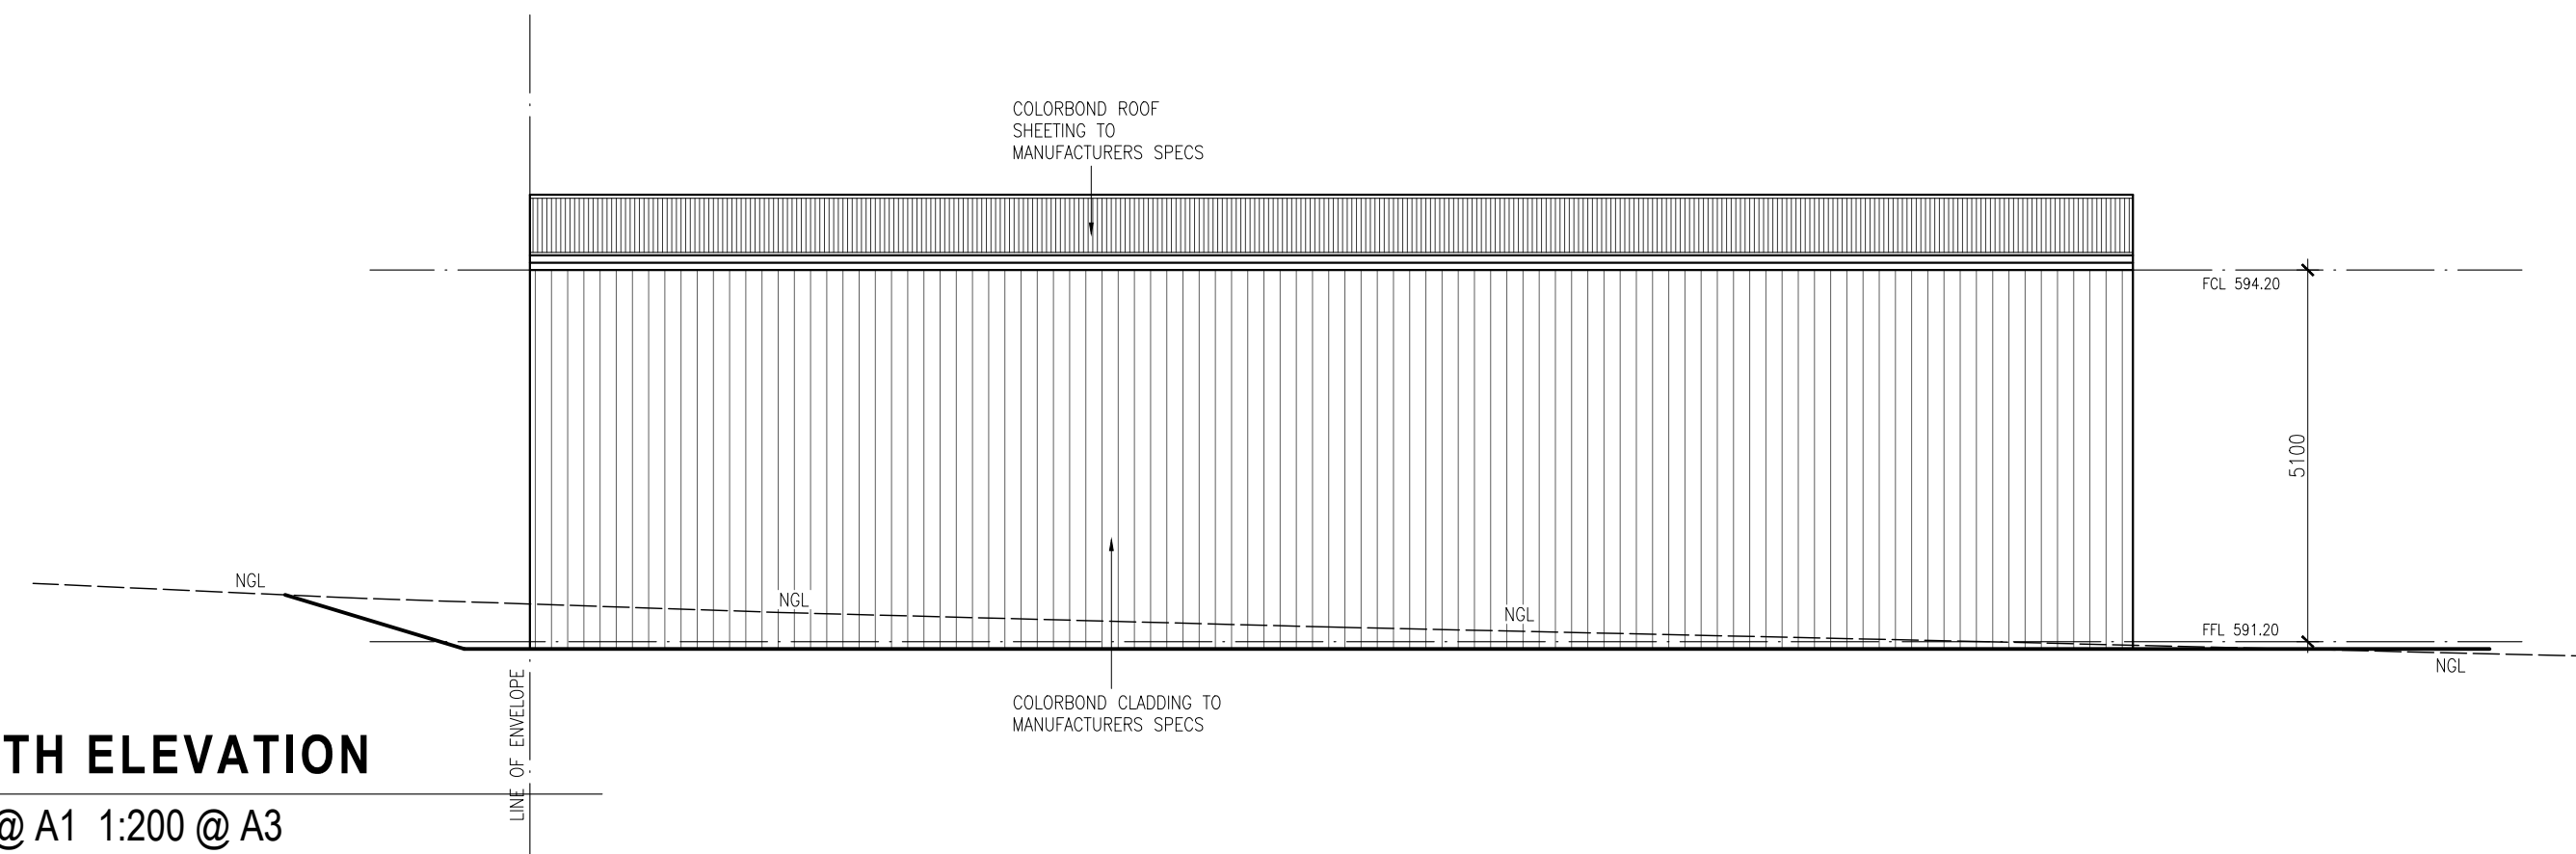 COLORBOND ROOF
SHEETING TO
MANUFACTURERS SPECS
FCL 594.20
5100
NGL
NGL
NGL
FFL 591.20
NGL
COLORBOND CLADDING TO
MANUFACTURERS SPECS
LINE OF ENVELOPE
TH ELEVATION
@ A1 1:200 @ A3